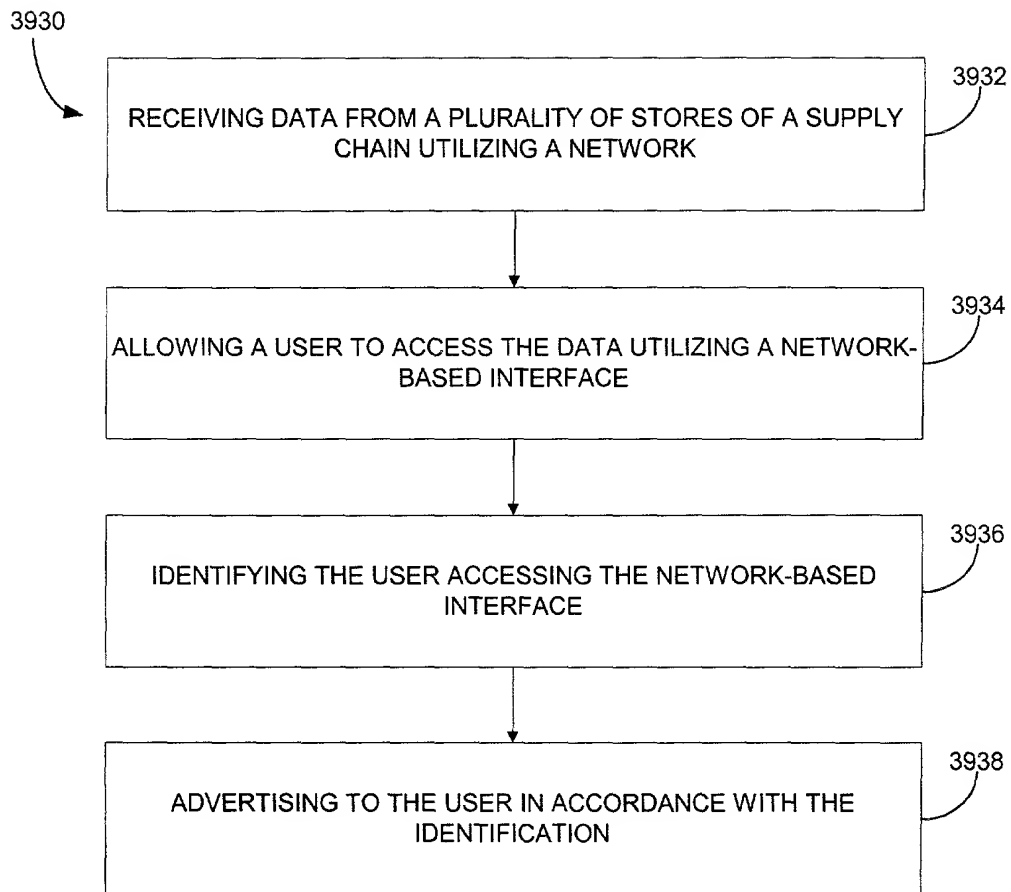 3930
3932
RECEIVING DATA FROM A PLURALITY OF STORES OF A SUPPLY
CHAIN UTILIZING A NETWORK
3934
ALLOWING A USER TO ACCESS THE DATA UTILIZING A NETWORK-
BASED INTERFACE
3936
IDENTIFYING THE USER ACCESSING THE NETWORK-BASED
INTERFACE
3938
ADVERTISING TO THE USER IN ACCORDANCE WITH THE
IDENTIFICATION